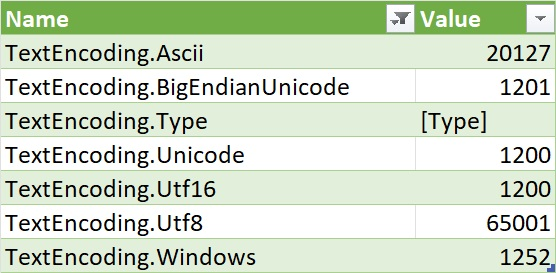 Name Value
TextEncoding.Ascii 20127
TextEncoding.BigEndianUnicode 1201
TextEncoding.Type [Type]
TextEncoding.Unicode 1200
TextEncoding.Utf16 1200
TextEncoding.Utf8 65001
TextEncoding.Windows 1252